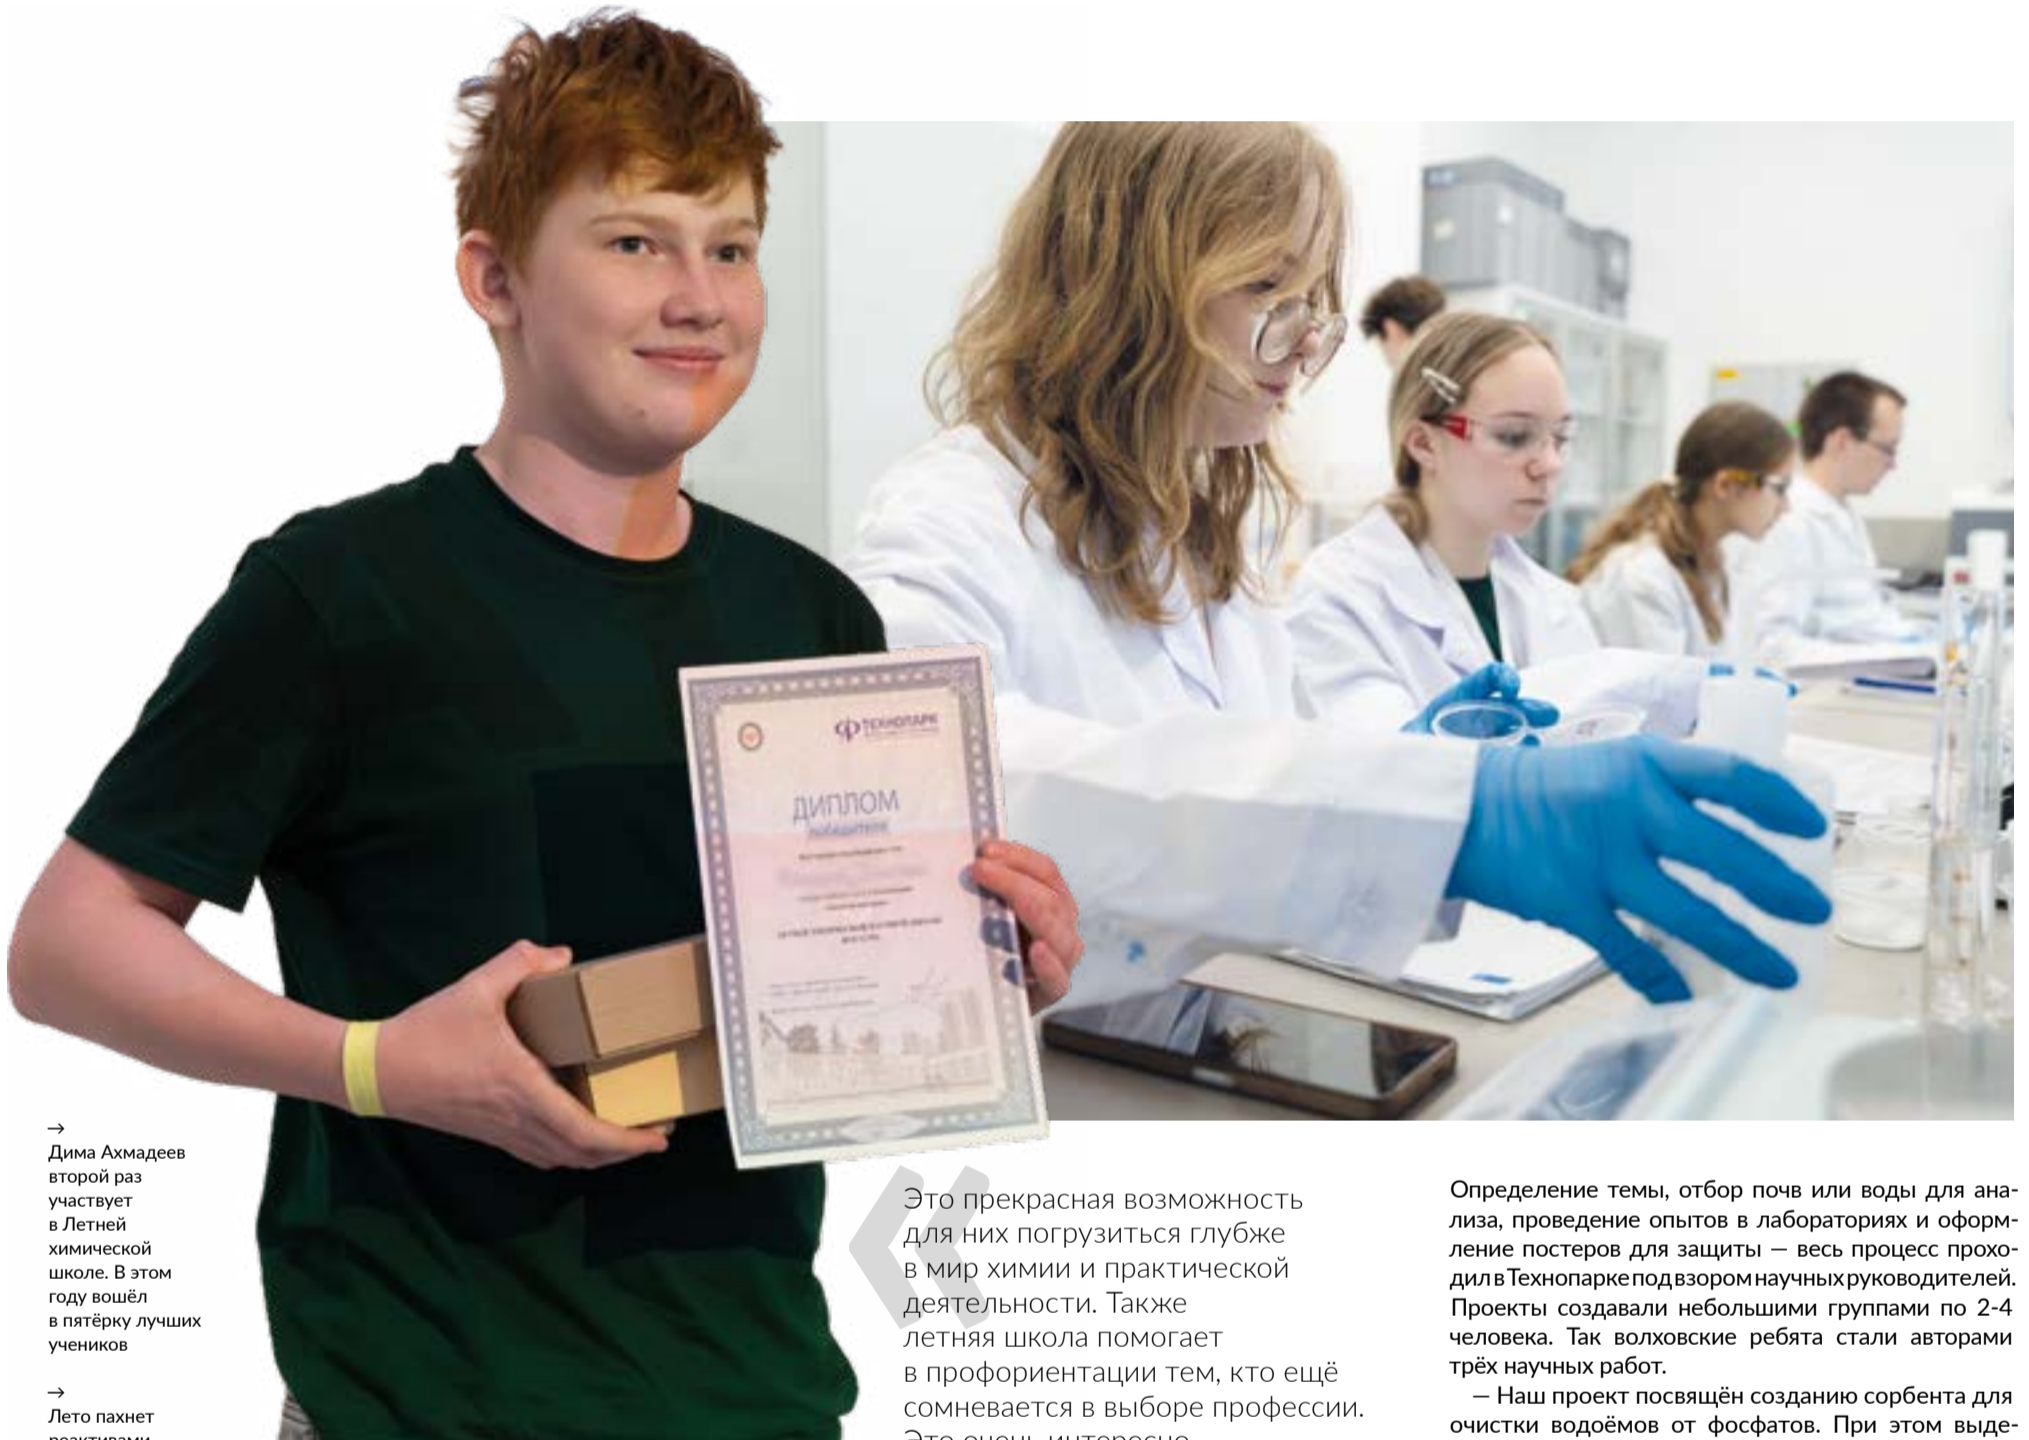 ТЕХНОПАРК
ДИПЛОМ
победителя
→
Дима Ахмадеев
второй раз
участвует
в Летней
химической
школе. В этом
году вошёл
в пятёрку лучших
учеников
→
Лето пахнет
реактивами
«
Это прекрасная возможность
для них погрузиться глубже
в мир химии и практической
деятельности. Также
летняя школа помогает
в профориентации тем, кто ещё
сомневается в выборе профессии.
Это очень интересно
Определение темы, отбор почв или воды для ана-
лиза, проведение опытов в лабораториях и оформ-
ление постеров для защиты — весь процесс прохо-
дил в Технопарке под взором научных руководителей.
Проекты создавали небольшими группами по 2-4
человека. Так волховские ребята стали авторами
трёх научных работ.
— Наш проект посвящён созданию сорбента для
очистки водоёмов от фосфатов. При этом выде-